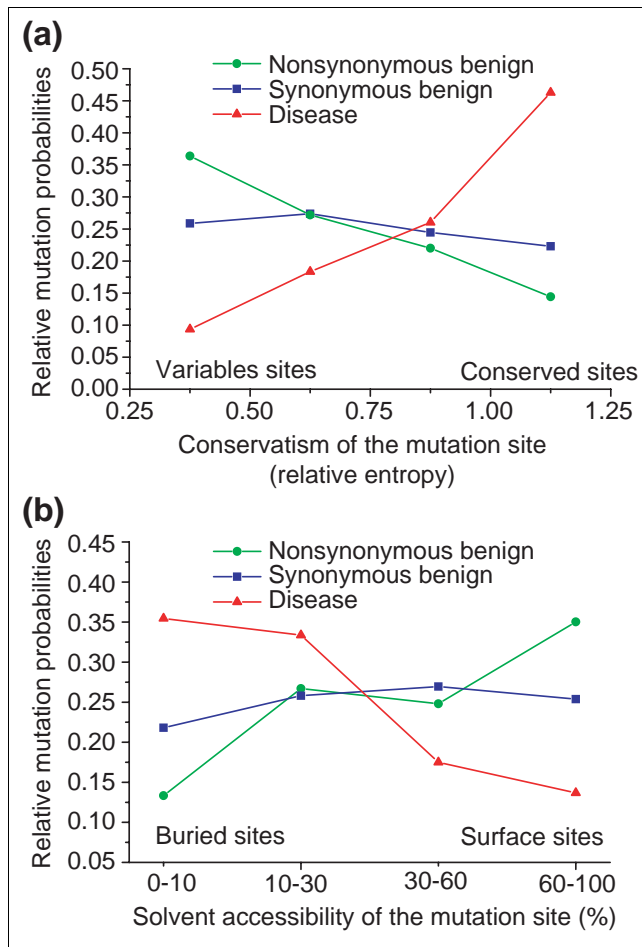 (a)
Relative mutation probabilities
0.50
0.45
0.40
0.35
0.30
0.25
0.20
0.15
0.10
0.05
0.00
Nonsynonymous benign
Synonymous benign
Disease
Variables sites
Conserved sites
0.25
0.50
0.75
1.00
1.25
Conservatism of the mutation site
(relative entropy)
(b)
Relative mutation probabilities
0.45
0.40
0.35
0.30
0.25
0.20
0.15
0.10
0.05
Nonsynonymous benign
Synonymous benign
Disease
Buried sites
Surface sites
0-10
10-30
30-60
60-100
Solvent accessibility of the mutation site (%)